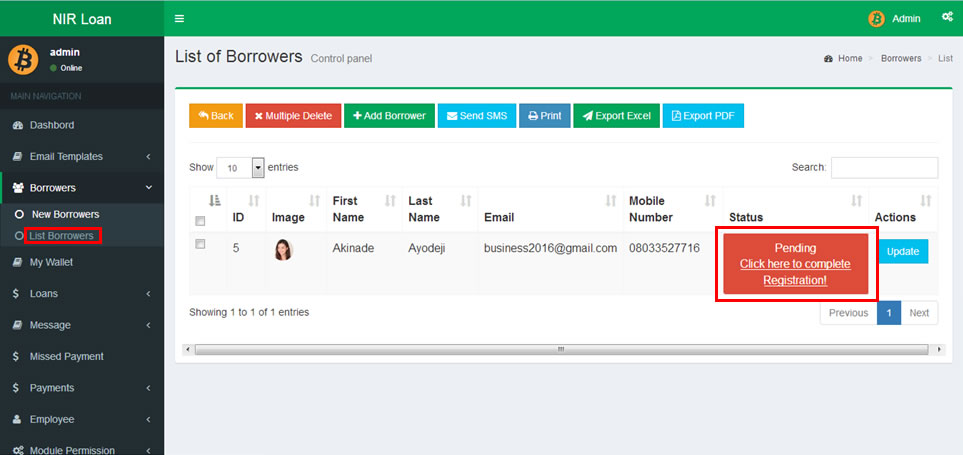 NIR Loan
Admin
admin
Online
MAIN NAVIGATION
Dashbord
Email Templates
Borrowers
New Borrowers
List Borrowers
My Wallet
Loans
Message
Missed Payment
Payments
Employee
Module Permission
List of Borrowers Control panel
Home > Borrowers > List
Back Multiple Delete Add Borrower Send SMS Print Export Excel Export PDF
Show 10 entries
Search:
ID Image First Name Last Name Email Mobile Number Status Actions
5 Akinade Ayodeji business2016@gmail.com 08033527716 Pending Update
Click here to complete
Registration!
Showing 1 to 1 of 1 entries
Previous 1 Next